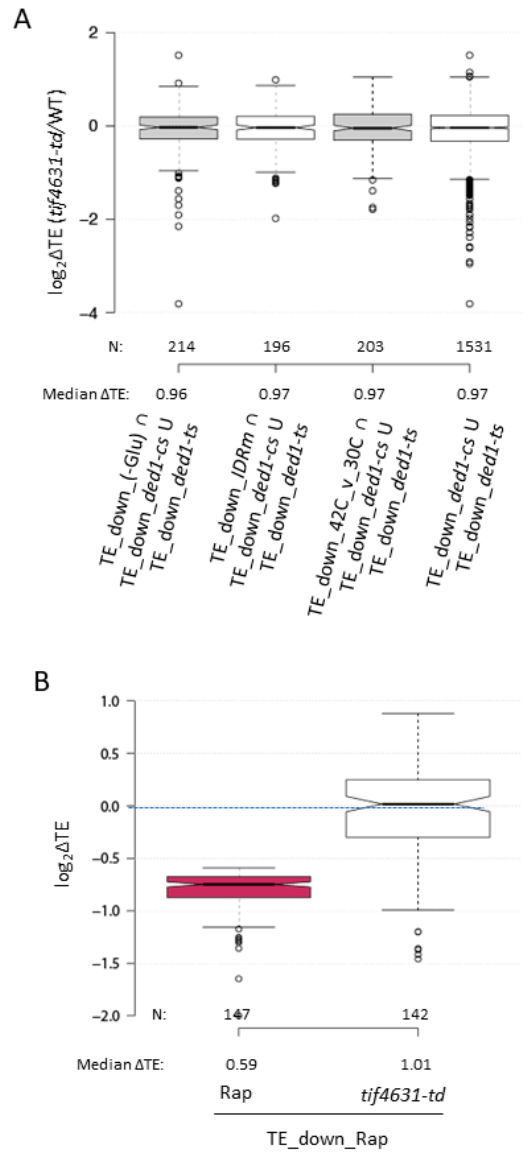 A
2
0
-2
-4
log₂ΔTE (tif4631-td/WT)
N: 214 196 203 1531
Median ΔTE: 0.96 0.97 0.97 0.97
TE_down_(-Glu) ∩
TE_down_ded1-cs U
TE_down_ded1-ts
TE_down_IDRm ∩
TE_down_ded1-cs U
TE_down_ded1-ts
TE_down_42C_v_30C ∩
TE_down_ded1-cs U
TE_down_ded1-ts
TE_down_ded1-cs U
TE_down_ded1-ts
B
1.0
0.5
0.0
-0.5
-1.0
-1.5
-2.0
log₂ΔTE
N: 147 142
Median ΔTE: 0.59 1.01
Rap tif4631-td
TE_down_Rap